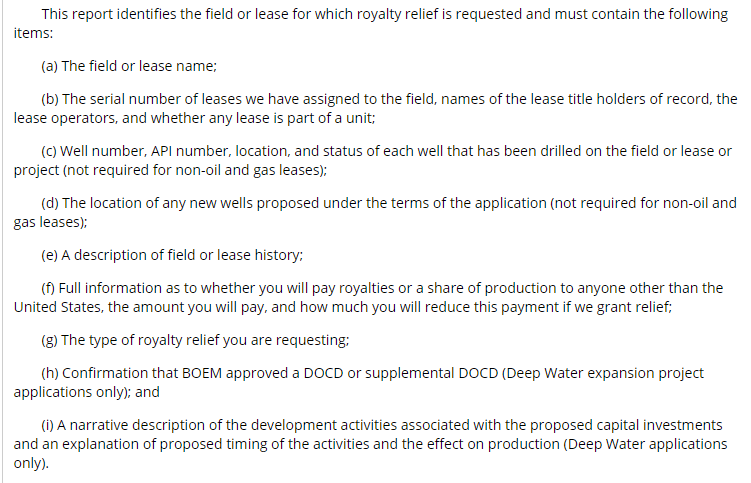 This report identifies the field or lease for which royalty relief is requested and must contain the following
items:
(a) The field or lease name;
(b) The serial number of leases we have assigned to the field, names of the lease title holders of record, the
lease operators, and whether any lease is part of a unit;
(c) Well number, API number, location, and status of each well that has been drilled on the field or lease or
project (not required for non-oil and gas leases);
(d) The location of any new wells proposed under the terms of the application (not required for non-oil and
gas leases);
(e) A description of field or lease history;
(f) Full information as to whether you will pay royalties or a share of production to anyone other than the
United States, the amount you will pay, and how much you will reduce this payment if we grant relief;
(g) The type of royalty relief you are requesting;
(h) Confirmation that BOEM approved a DOCD or supplemental DOCD (Deep Water expansion project
applications only); and
(i) A narrative description of the development activities associated with the proposed capital investments
and an explanation of proposed timing of the activities and the effect on production (Deep Water applications
only).